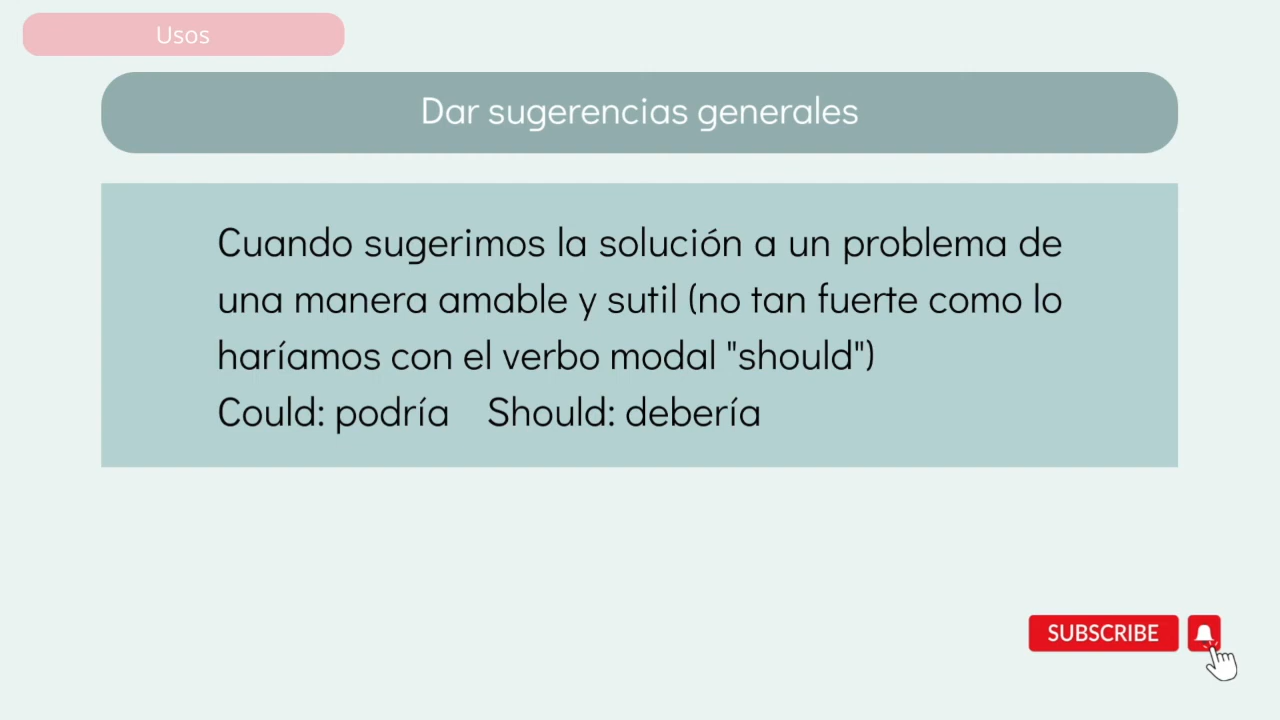 Usos
Dar sugerencias generales
Cuando sugerimos la solución a un problema de
una manera amable y sutil (no tan fuerte como lo
haríamos con el verbo modal "should")
Could: podría Should: debería
SUBSCRIBE